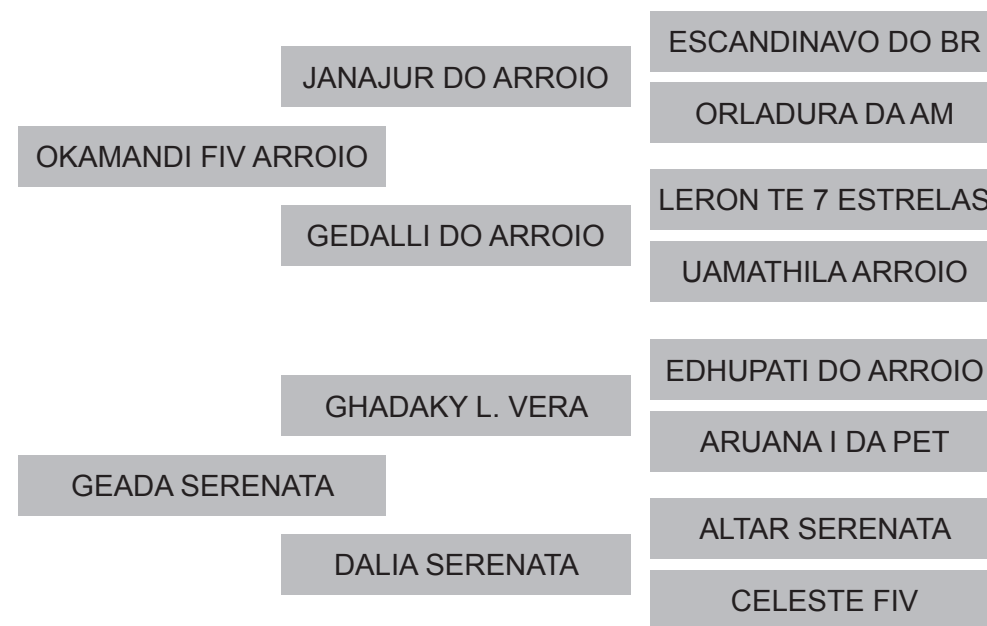 ESCANDINAVO DO BR
JANAJUR DO ARROIO
ORLADURA DA AM
OKAMANDI FIV ARROIO
LERON TE 7 ESTRELAS
GEDALLI DO ARROIO
UAMATHILA ARROIO
EDHUPATI DO ARROIO
GHADAKY L. VERA
ARUANA I DA PET
GEADA SERENATA
ALTAR SERENATA
DALIA SERENATA
CELESTE FIV